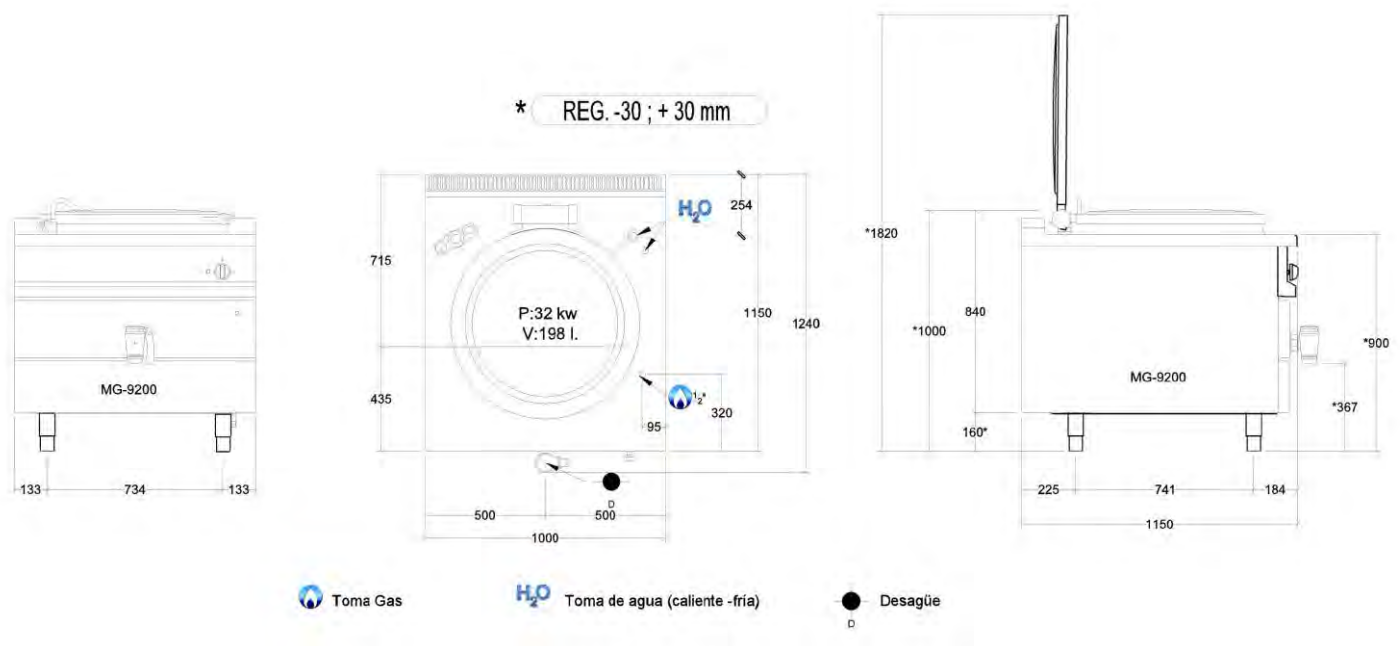 * REG. -30 ; + 30 mm
MG-9200
133
734
133
H₂O
254
715
P:32 kw
V:198 l.
1150
1240
435
½"
320
95
D
500
500
1000
*1820
*1000
840
*900
MG-9200
*367
160*
225
741
184
1150
Toma Gas
H₂O
Toma de agua (caliente -fría)
Desagüe
D